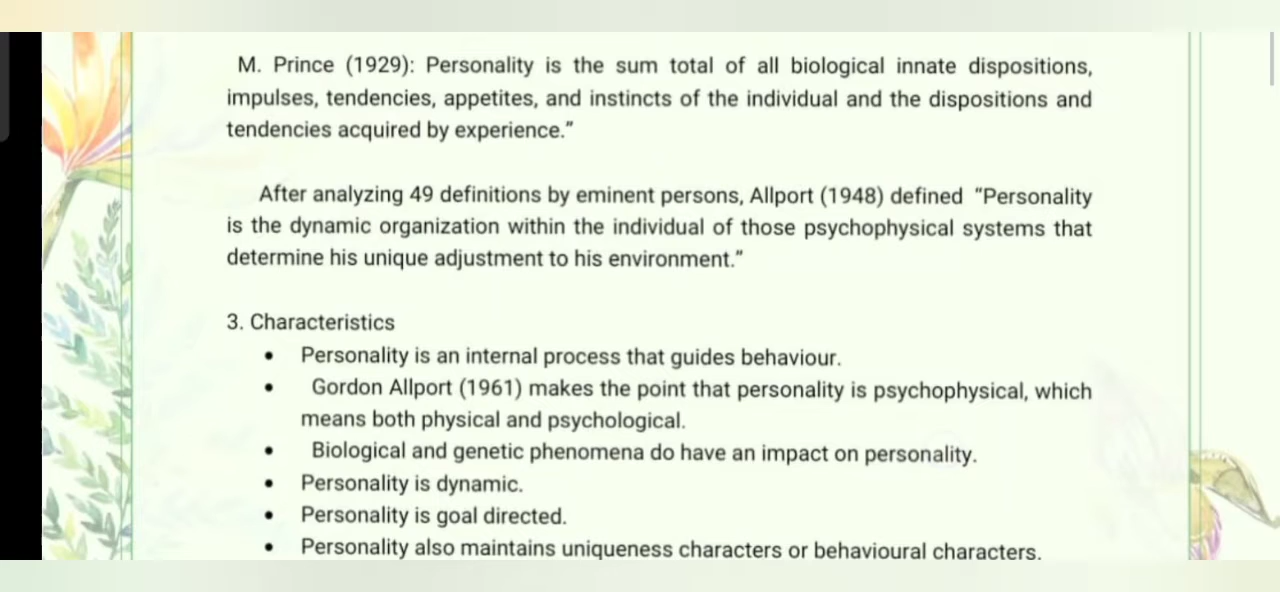 M. Prince (1929): Personality is the sum total of all biological innate dispositions,
impulses, tendencies, appetites, and instincts of the individual and the dispositions and
tendencies acquired by experience.”
After analyzing 49 definitions by eminent persons, Allport (1948) defined "Personality
is the dynamic organization within the individual of those psychophysical systems that
determine his unique adjustment to his environment.”
3. Characteristics
• Personality is an internal process that guides behaviour.
• Gordon Allport (1961) makes the point that personality is psychophysical, which
means both physical and psychological.
• Biological and genetic phenomena do have an impact on personality.
• Personality is dynamic.
• Personality is goal directed.
• Personality also maintains uniqueness characters or behavioural characters.